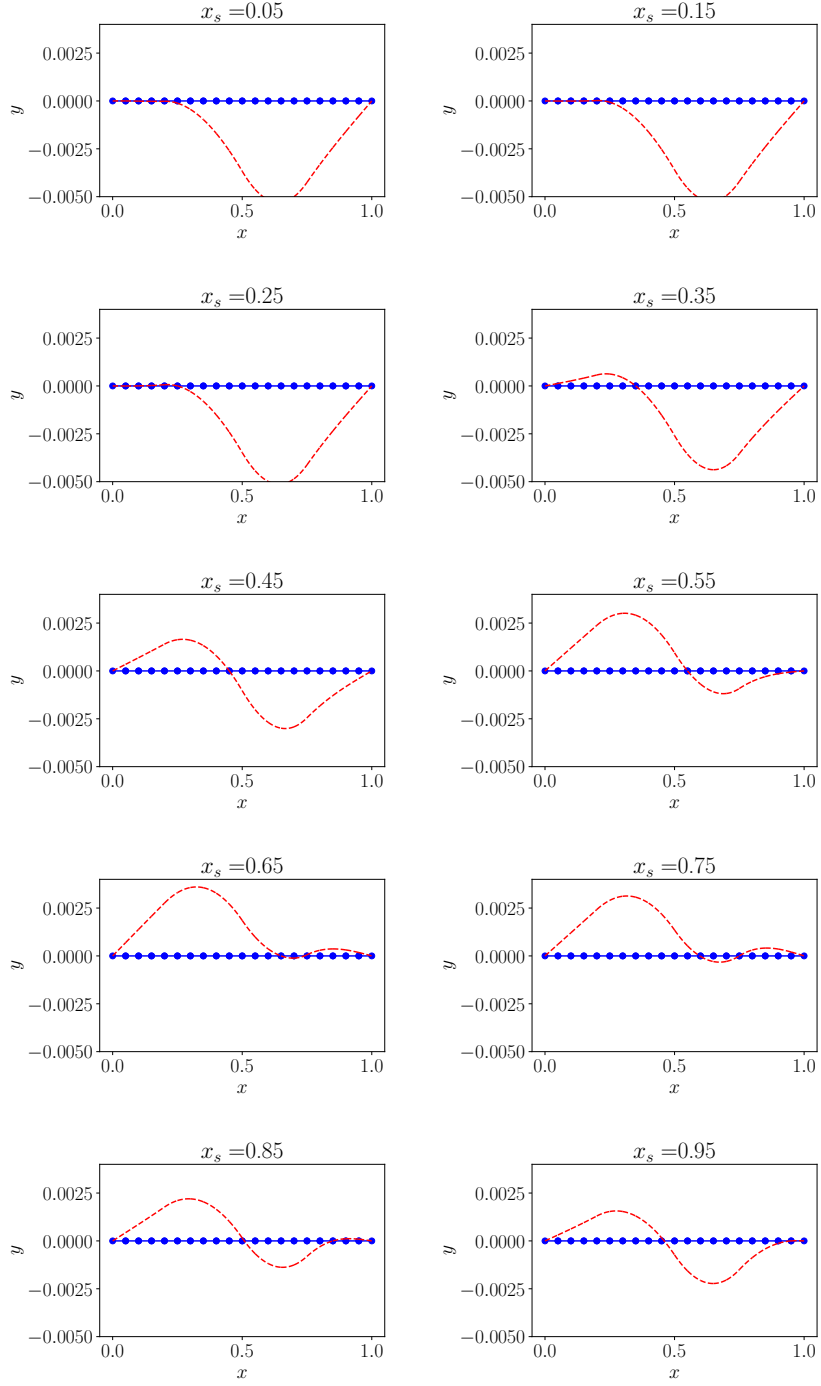 x_s =0.05
0.0025
0.0000
−0.0025
−0.0050
y
0.0 0.5 1.0
x
x_s =0.15
0.0025
0.0000
−0.0025
−0.0050
y
0.0 0.5 1.0
x
x_s =0.25
0.0025
0.0000
−0.0025
−0.0050
y
0.0 0.5 1.0
x
x_s =0.35
0.0025
0.0000
−0.0025
−0.0050
y
0.0 0.5 1.0
x
x_s =0.45
0.0025
0.0000
−0.0025
−0.0050
y
0.0 0.5 1.0
x
x_s =0.55
0.0025
0.0000
−0.0025
−0.0050
y
0.0 0.5 1.0
x
x_s =0.65
0.0025
0.0000
−0.0025
−0.0050
y
0.0 0.5 1.0
x
x_s =0.75
0.0025
0.0000
−0.0025
−0.0050
y
0.0 0.5 1.0
x
x_s =0.85
0.0025
0.0000
−0.0025
−0.0050
y
0.0 0.5 1.0
x
x_s =0.95
0.0025
0.0000
−0.0025
−0.0050
y
0.0 0.5 1.0
x